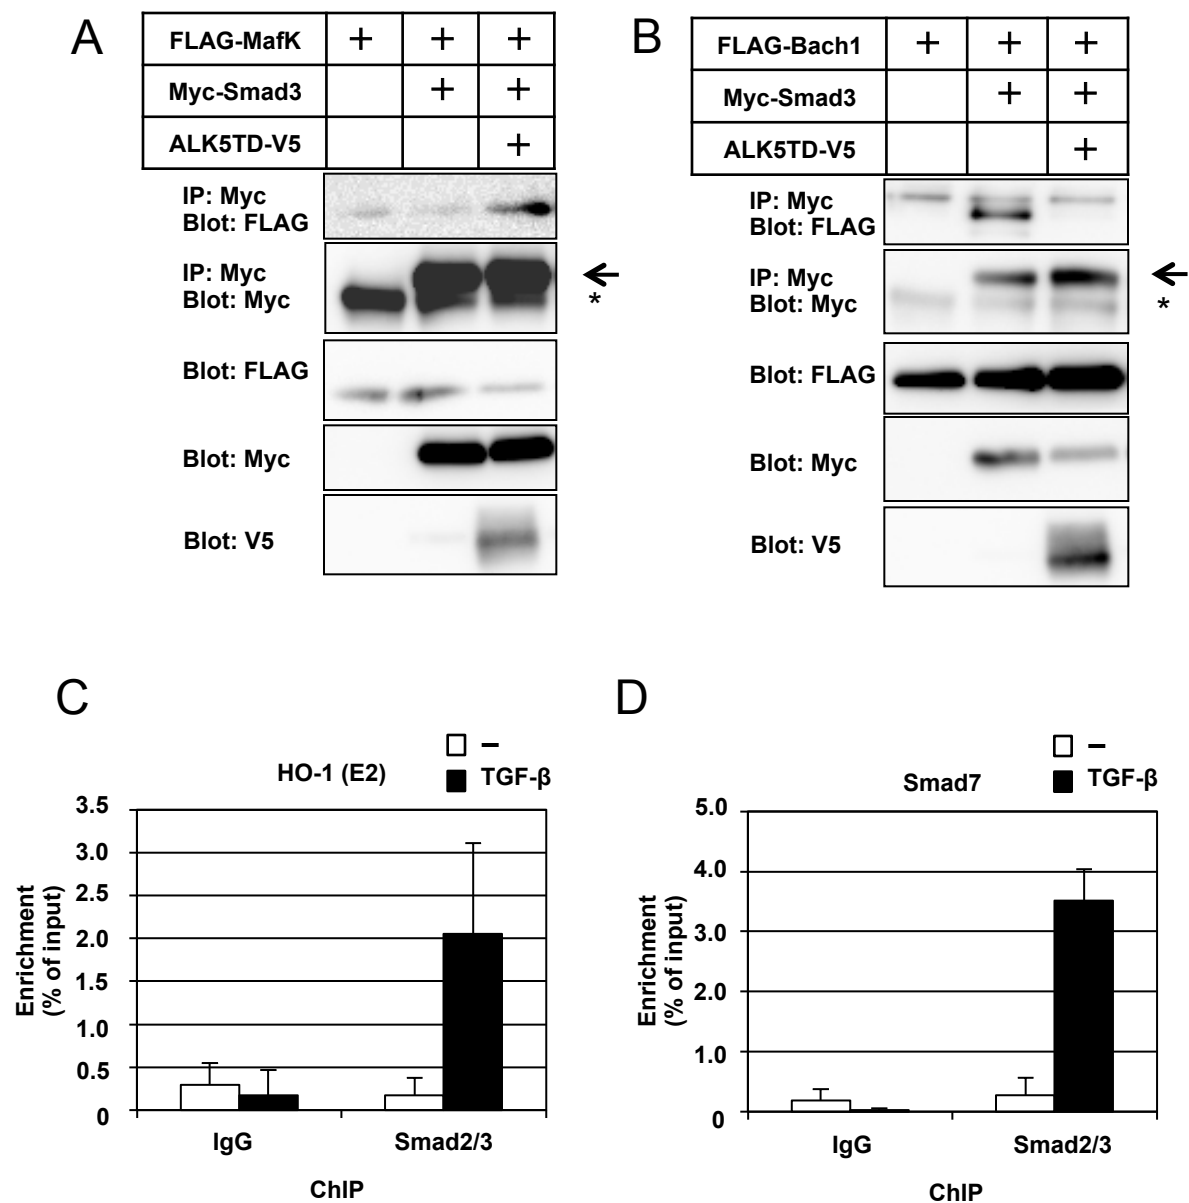 A
FLAG-MafK + + +
Myc-Smad3 + +
ALK5TD-V5 +
IP: Myc
Blot: FLAG
IP: Myc
Blot: Myc
*
Blot: FLAG
Blot: Myc
Blot: V5
B
FLAG-Bach1 + + +
Myc-Smad3 + +
ALK5TD-V5 +
IP: Myc
Blot: FLAG
IP: Myc
Blot: Myc
*
Blot: FLAG
Blot: Myc
Blot: V5
C
HO-1 (E2)
–
TGF-β
3.5
3.0
2.5
2.0
1.5
1.0
0.5
0
Enrichment
(% of input)
IgG Smad2/3
ChIP
D
Smad7
–
TGF-β
5.0
4.0
3.0
2.0
1.0
0
Enrichment
(% of input)
IgG Smad2/3
ChIP